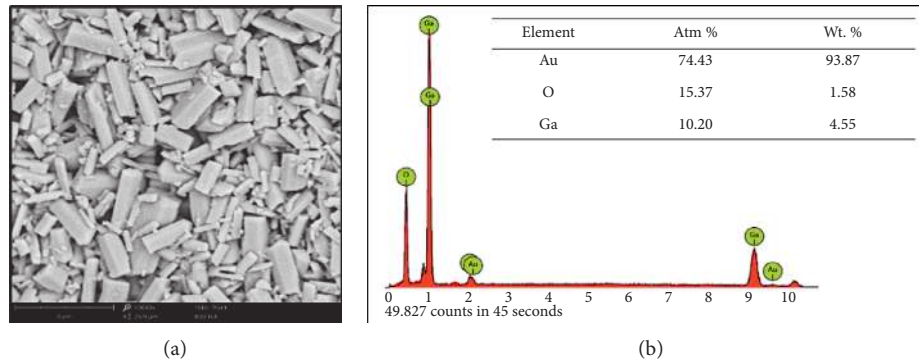 Element Atm % Wt. %
Au 74.43 93.87
O 15.37 1.58
Ga 10.20 4.55
Ga
Ga
O
Au
Ga
Au
0 1 2 3 4 5 6 7 8 9 10
49.827 counts in 45 seconds
(a) (b)